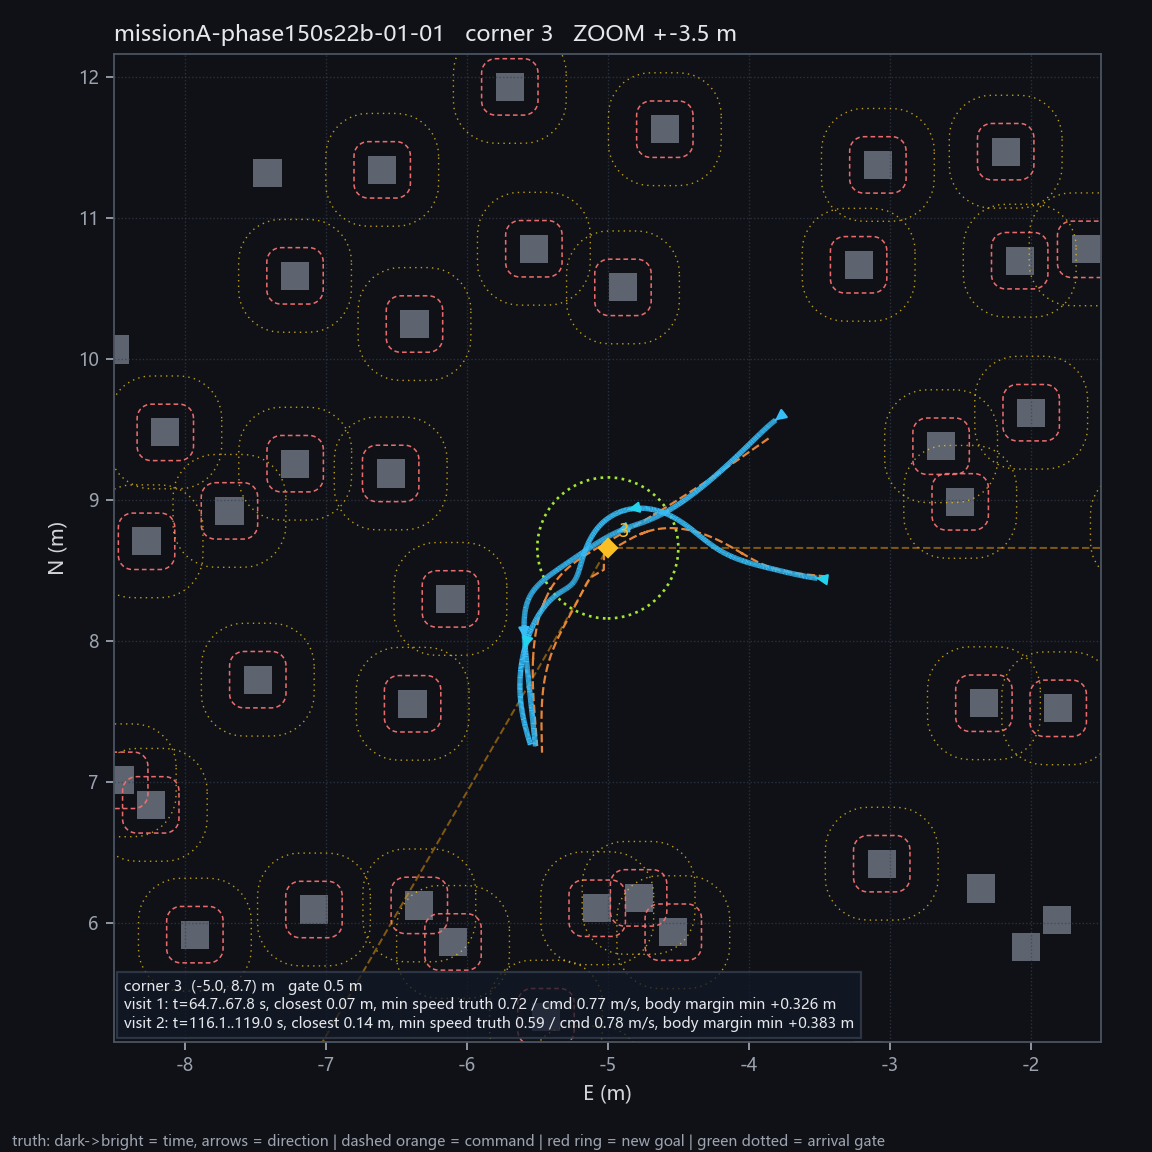 missionA-phase150s22b-01-01   corner 3   ZOOM +-3.5 m
12
11
10
9
8
7
6
N (m)
3
corner 3  (-5.0, 8.7) m   gate 0.5 m
visit 1: t=64.7..67.8 s, closest 0.07 m, min speed truth 0.72 / cmd 0.77 m/s, body margin min +0.326 m
visit 2: t=116.1..119.0 s, closest 0.14 m, min speed truth 0.59 / cmd 0.78 m/s, body margin min +0.383 m
-8 -7 -6 -5 -4 -3 -2
E (m)
truth: dark->bright = time, arrows = direction | dashed orange = command | red ring = new goal | green dotted = arrival gate